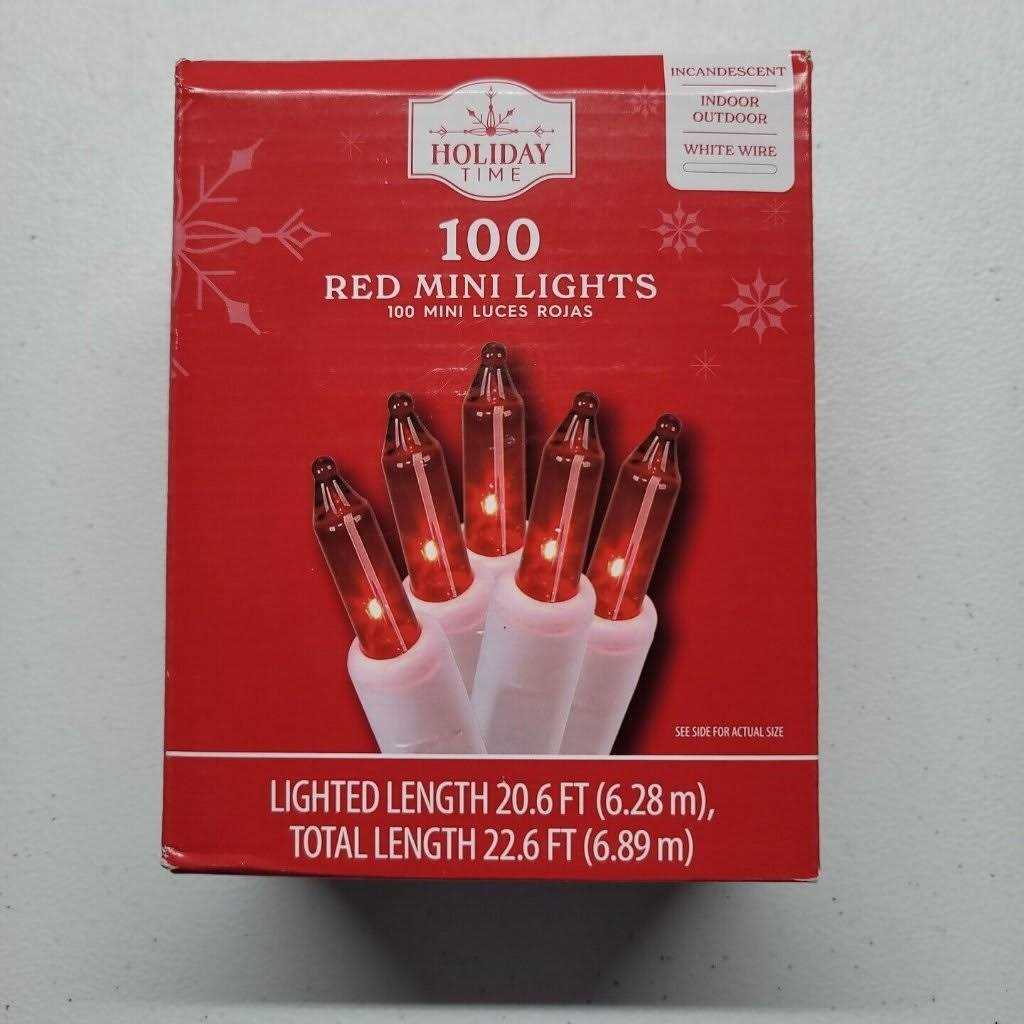 INCANDESCENT
INDOOR
OUTDOOR
WHITE WIRE
HOLIDAY
TIME
100
RED MINI LIGHTS
100 MINI LUCES ROJAS
SEE SIDE FOR ACTUAL SIZE
LIGHTED LENGTH 20.6 FT (6.28 m),
TOTAL LENGTH 22.6 FT (6.89 m)